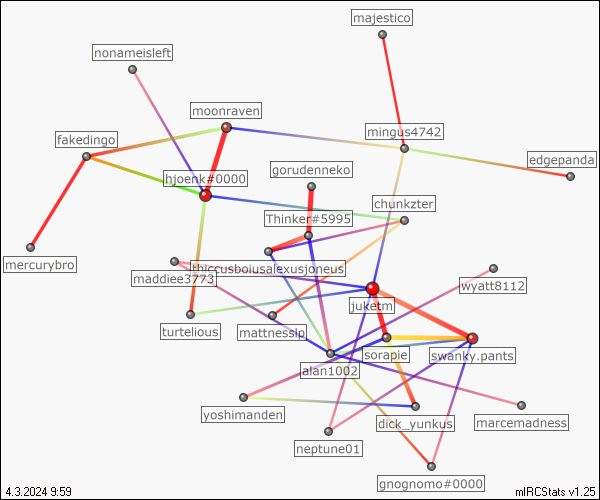 majestico
nonameisleft
moonraven
mingus4742
fakedingo
edgepanda
gorudenneko
hjoenk#0000
chunkzter
Thinker#5995
mercurybro
thiccusboiusalexusjoneus
maddiee3773
wyatt8112
juketm
turtelious
mattnesslp
sorapie
swanky.pants
alan1002
yoshimanden
dick_yunkus
marcemadness
neptune01
gnognomo#0000
4.3.2024 9:59
mIRCStats v1.25